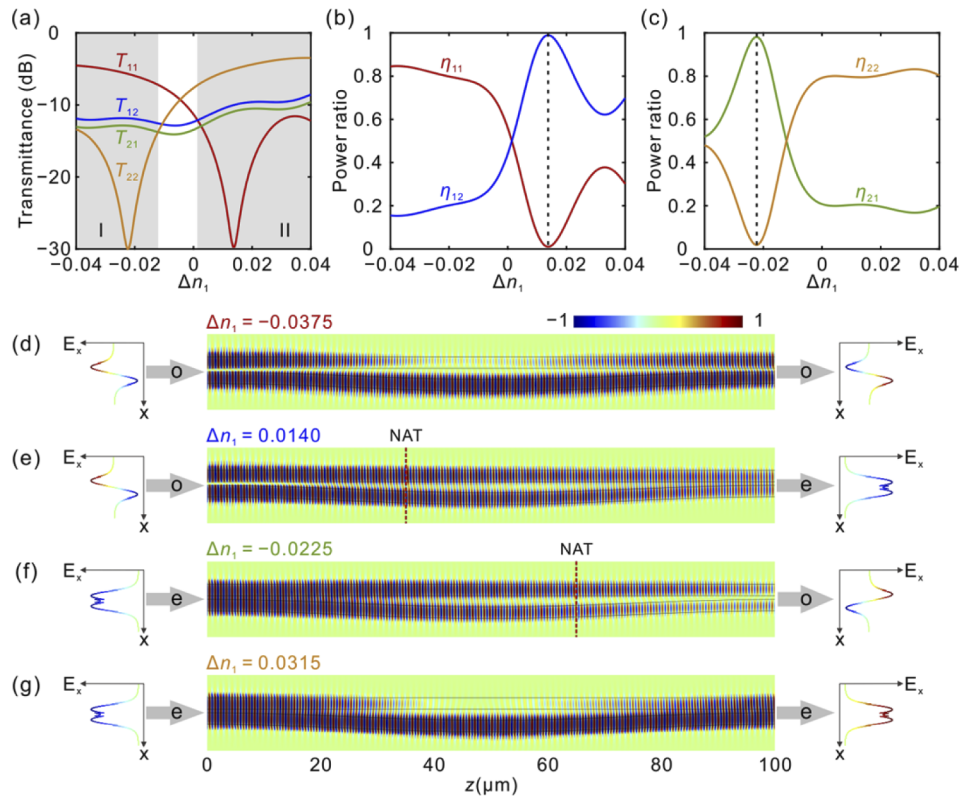 (a) (b) (c)
0 −10 −20 −30
Transmittance (dB)
T11
T12
T21
T22
I II
−0.04 −0.02 0 0.02 0.04
Δn1
1 0.8 0.6 0.4 0.2 0
Power ratio
η11
η12
−0.04 −0.02 0 0.02 0.04
Δn1
1 0.8 0.6 0.4 0.2 0
Power ratio
η22
η21
−0.04 −0.02 0 0.02 0.04
Δn1
Δn1 = −0.0375 −1 1
(d) Ex x o o Ex x
Δn1 = 0.0140 NAT
(e) Ex x o e Ex x
Δn1 = −0.0225 NAT
(f) Ex x e o Ex x
Δn1 = 0.0315
(g) Ex x e e Ex x
0 20 40 60 80 100
z(μm)